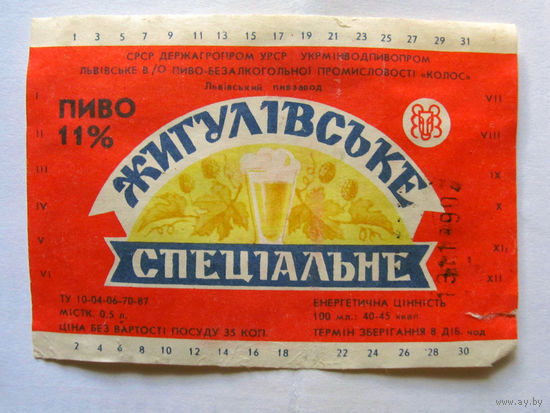 1 3 5 7 9 11 13 15 17 19 21 23 25 27 29 31
СРСР ДЕРЖАГРОПРОМ УРСР УКРМІНВОДПИВОПРОМ
ЛЬВІВСЬКЕ В/О ПИВО-БЕЗАЛКОГОЛЬНОЇ ПРОМИСЛОВОСТІ «КОЛОС»
Львівський пивзавод
ПИВО
11%
ЖИГУЛІВСЬКЕ
СПЕЦІАЛЬНЕ
I
II
III
IV
V
VI
VII
VIII
IX
X
XI
XII
ТУ 10-04-06-70-87
МІСТК. 0,5 л.
ЦІНА БЕЗ ВАРТОСТІ ПОСУДУ 35 КОП.
ЕНЕРГЕТИЧНА ЦІННІСТЬ
100 мл.: 40-45 ккал.
ТЕРМІН ЗБЕРІГАННЯ 8 ДІБ.
2 4 6 8 10 12 14 16 18 22 24 26 28 30
www.ay.by